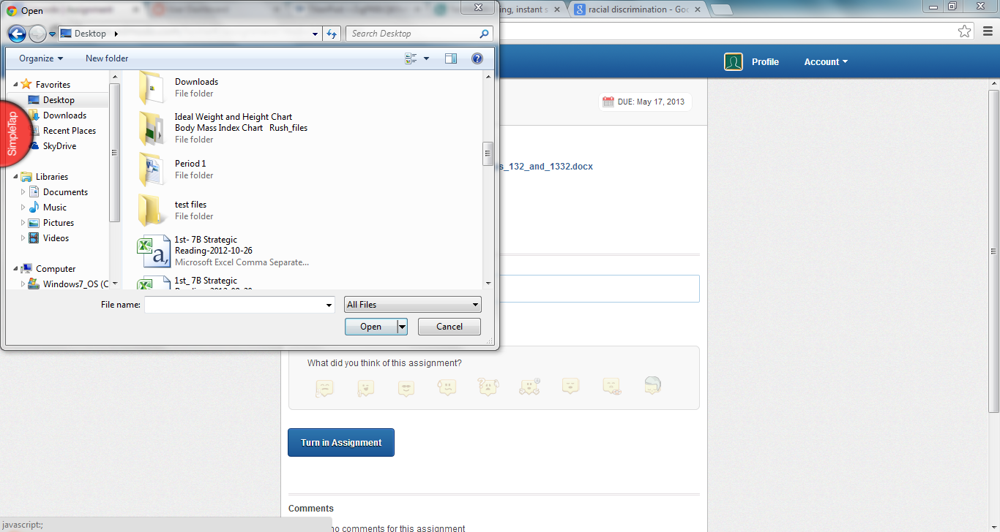 Open
ing, instant s
racial discrimination - Goo
Desktop
Search Desktop
Organize
New folder
Profile
Account
Favorites
Desktop
Downloads
Recent Places
SkyDrive
SimpleTap
Libraries
Documents
Music
Pictures
Videos
Computer
Windows7_OS (C
Downloads
File folder
Ideal Weight and Height Chart
Body Mass Index Chart Rush_files
File folder
Period 1
File folder
test files
File folder
1st- 7B Strategic
Reading-2012-10-26
Microsoft Excel Comma Separate...
1st_ 7B Strategic
File name:
All Files
Open
Cancel
DUE: May 17, 2013
s_132_and_1332.docx
What did you think of this assignment?
Turn in Assignment
Comments
no comments for this assignment
javascript:;